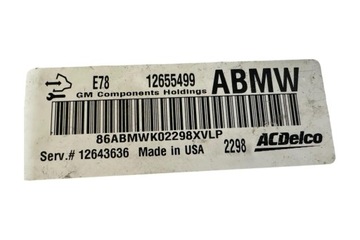 E78 12655499 ABMW
GM Components Holdings
86ABMWK02298XVLP
Serv.# 12643636 Made in USA 2298 ACDelco